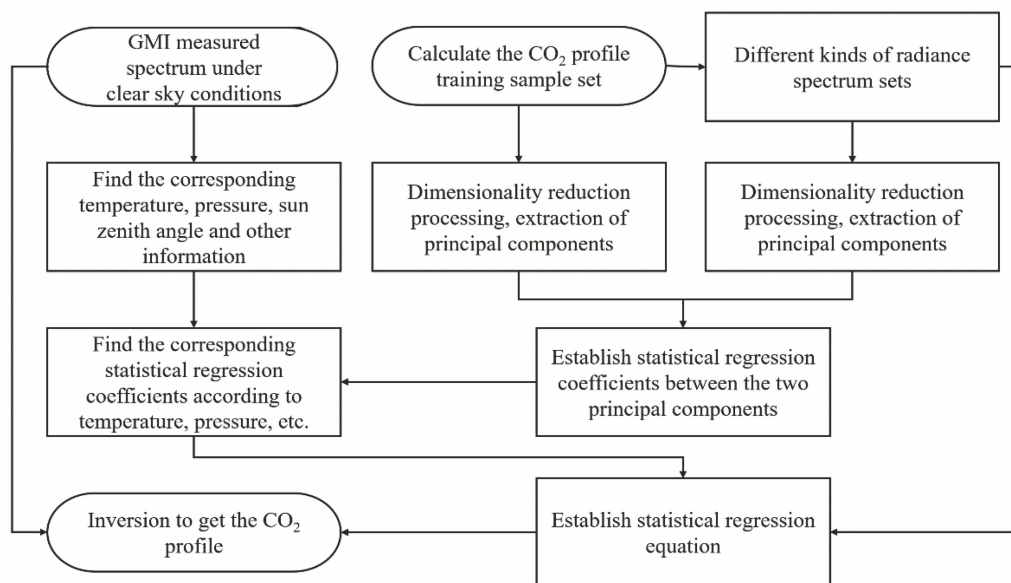 GMI measured
spectrum under
clear sky conditions
Calculate the CO₂ profile
training sample set
Different kinds of radiance
spectrum sets
Find the corresponding
temperature, pressure, sun
zenith angle and other
information
Dimensionality reduction
processing, extraction of
principal components
Dimensionality reduction
processing, extraction of
principal components
Find the corresponding
statistical regression
coefficients according to
temperature, pressure, etc.
Establish statistical regression
coefficients between the two
principal components
Inversion to get the CO₂
profile
Establish statistical regression
equation